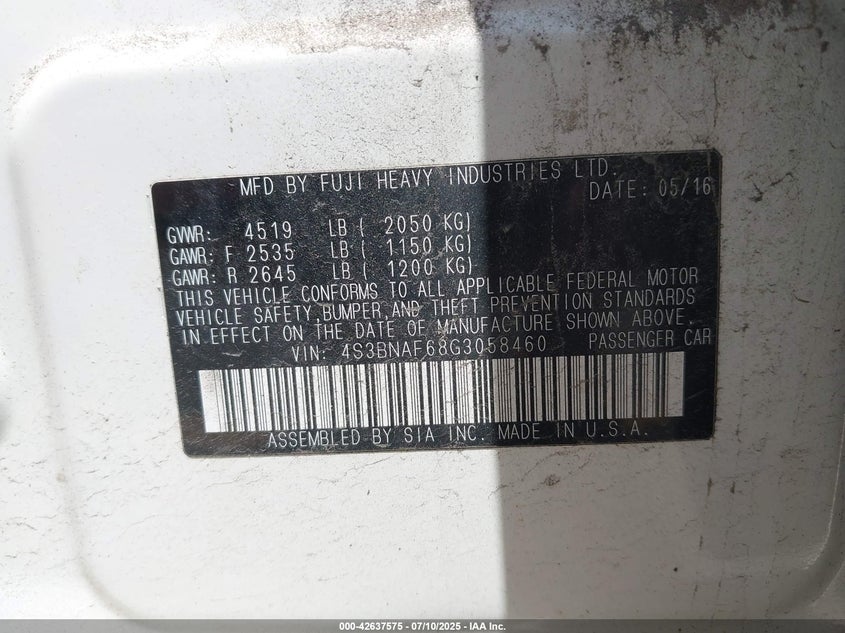 MFD BY FUJI HEAVY INDUSTRIES LTD.
DATE: 05/16
GVWR: 4519 LB ( 2050 KG)
GAWR: F 2535 LB ( 1150 KG)
GAWR: R 2645 LB ( 1200 KG)
THIS VEHICLE CONFORMS TO ALL APPLICABLE FEDERAL MOTOR
VEHICLE SAFETY,BUMPER,AND THEFT PREVENTION STANDARDS
IN EFFECT ON THE DATE OF MANUFACTURE SHOWN ABOVE.
VIN: 4S3BNAF68G3058460 PASSENGER CAR
ASSEMBLED BY SIA INC. MADE IN U.S.A.
000-42637575 - 07/10/2025 - IAA Inc.